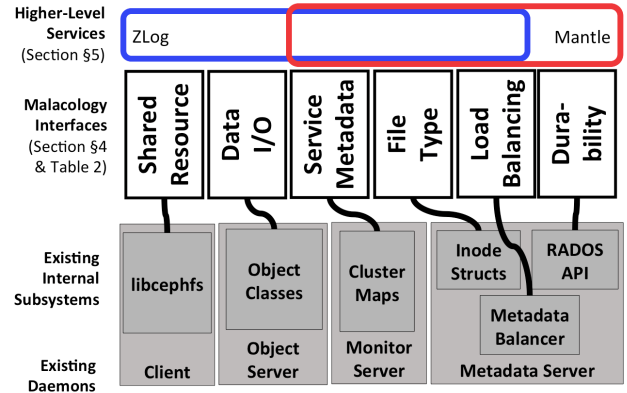 Higher-Level
Services
(Section §5)
ZLog
Mantle
Malacology
Interfaces
(Section §4
& Table 2)
Shared
Resource
Data
I/O
Service
Metadata
File
Type
Load
Balancing
Dura-
bility
Existing
Internal
Subsystems
libcephfs
Object
Classes
Cluster
Maps
Inode
Structs
RADOS
API
Metadata
Balancer
Existing
Daemons
Client
Object
Server
Monitor
Server
Metadata Server